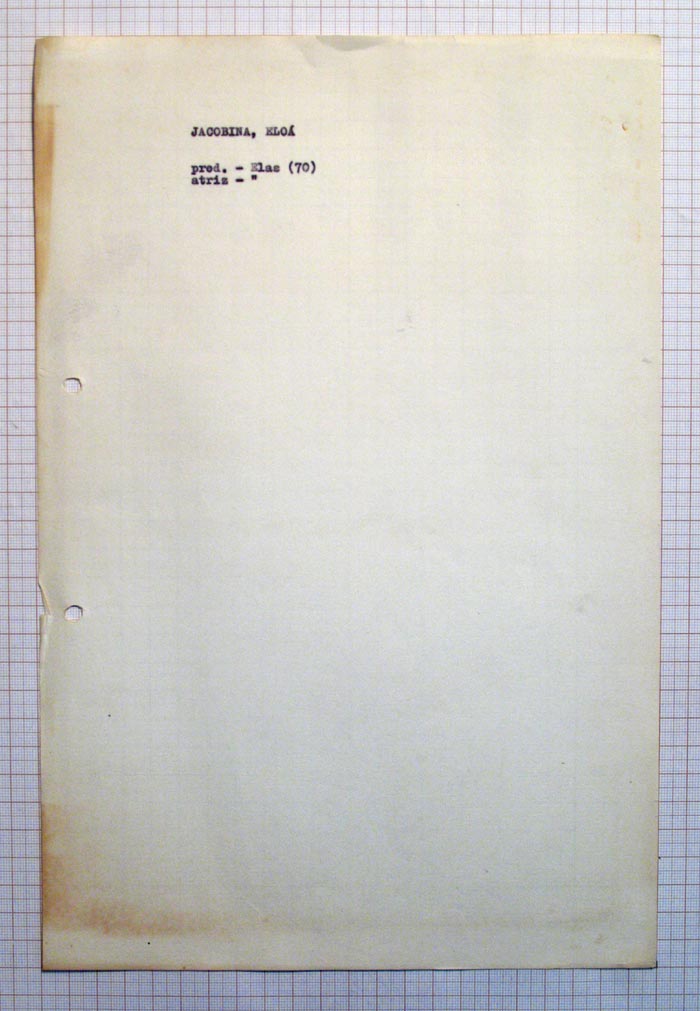 JACOBINA, ELOÁ
pred. - Elas (70)
atriz - "